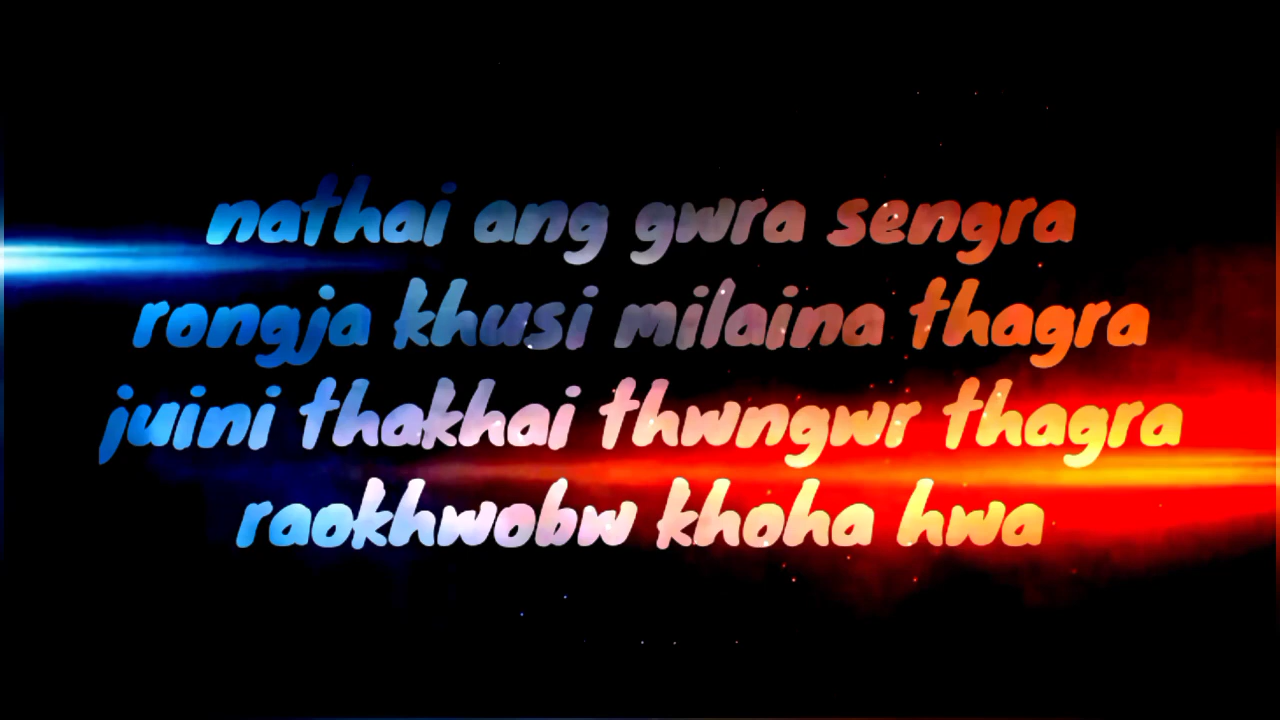 nathai ang gwra sengra
rongja khusi milaina thagra
juini thakhai thwngwr thagra
raokhwobw khoha hwa